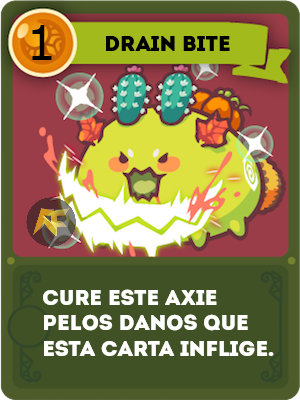 1
DRAIN BITE
CURE ESTE AXIE
PELOS DANOS QUE
ESTA CARTA INFLIGE.